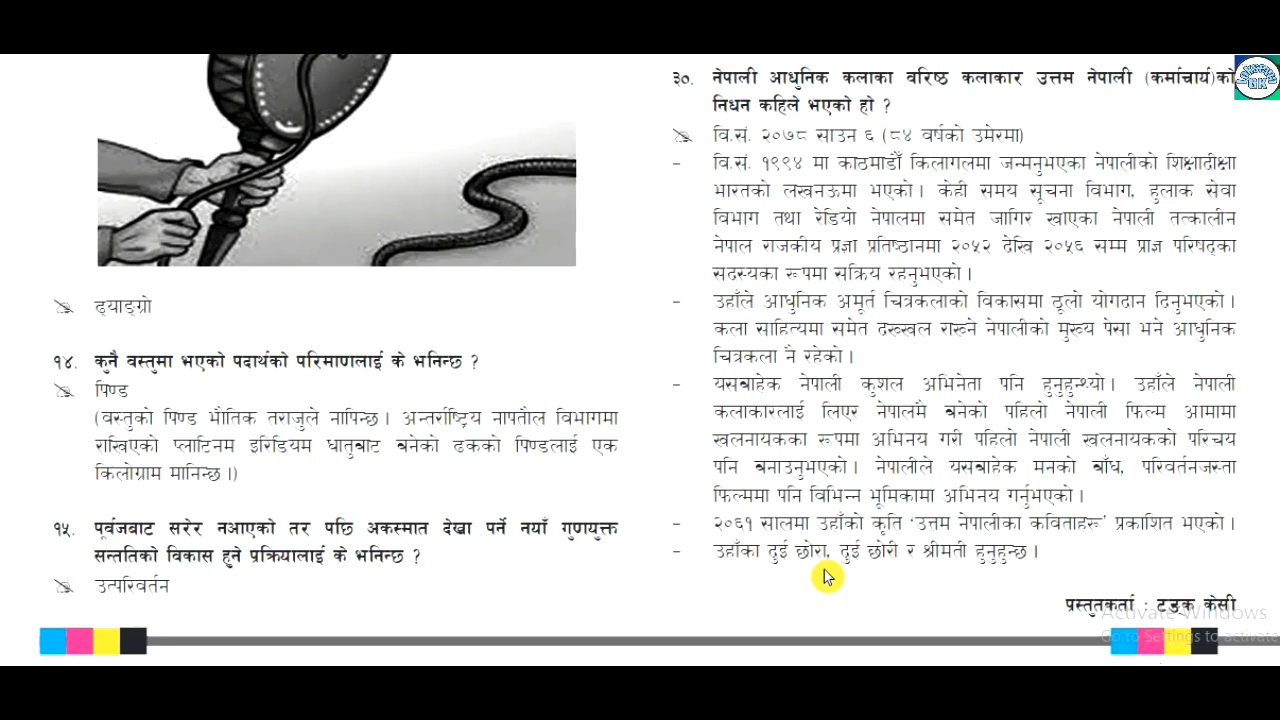 ढ्याङ्ग्रो
१४. कुनै वस्तुमा भएको पदार्थको परिमाणलाई के भनिन्छ ?
पिण्ड
(वस्तुको पिण्ड भौतिक तराजुले नापिन्छ । अन्तर्राष्ट्रिय नापतौल विभागमा
राखिएको प्लाटिनम इरिडियम धातुबाट बनेको ढकको पिण्डलाई एक
किलोग्राम मानिन्छ ।)
१५. पूर्वजबाट सरेर नआएको तर पछि अकस्मात देखा पर्ने नयाँ गुणयुक्त
सन्ततिको विकास हुने प्रक्रियालाई के भनिन्छ ?
उत्परिवर्तन
३०. नेपाली आधुनिक कलाका वरिष्ठ कलाकार उत्तम नेपाली (कर्माचार्य)को
निधन कहिले भएको हो ?
वि.सं. २०७८ साउन ६ (८४ वर्षको उमेरमा)
- वि.सं. १९९४ मा काठमाडौँ किलागलमा जन्मनुभएका नेपालीको शिक्षादीक्षा
भारतको लखनऊमा भएको । केही समय सूचना विभाग, हुलाक सेवा
विभाग तथा रेडियो नेपालमा समेत जागिर खाएका नेपाली तत्कालीन
नेपाल राजकीय प्रज्ञा प्रतिष्ठानमा २०५२ देखि २०५६ सम्म प्राज्ञ परिषद्का
सदस्यका रूपमा सक्रिय रहनुभएको ।
- उहाँले आधुनिक अमूर्त चित्रकलाको विकासमा ठूलो योगदान दिनुभएको ।
कला साहित्यमा समेत दख्खल राख्ने नेपालीको मुख्य पेसा भने आधुनिक
चित्रकला नै रहेको ।
- यसबाहेक नेपाली कुशल अभिनेता पनि हुनुहुन्थ्यो । उहाँले नेपाली
कलाकारलाई लिएर नेपालमै बनेको पहिलो नेपाली फिल्म आमामा
खलनायकका रूपमा अभिनय गरी पहिलो नेपाली खलनायकको परिचय
पनि बनाउनुभएको । नेपालीले यसबाहेक मनको बाँध, परिवर्तनजस्ता
फिल्ममा पनि विभिन्न भूमिकामा अभिनय गर्नुभएको ।
- २०६१ सालमा उहाँको कृति 'उत्तम नेपालीका कविताहरू' प्रकाशित भएको ।
- उहाँका दुई छोरा, दुई छोरी र श्रीमती हुनुहुन्छ ।
प्रस्तुतकर्ता : टङ्क केसी
Activate Windows
Go to Settings to activate
GK